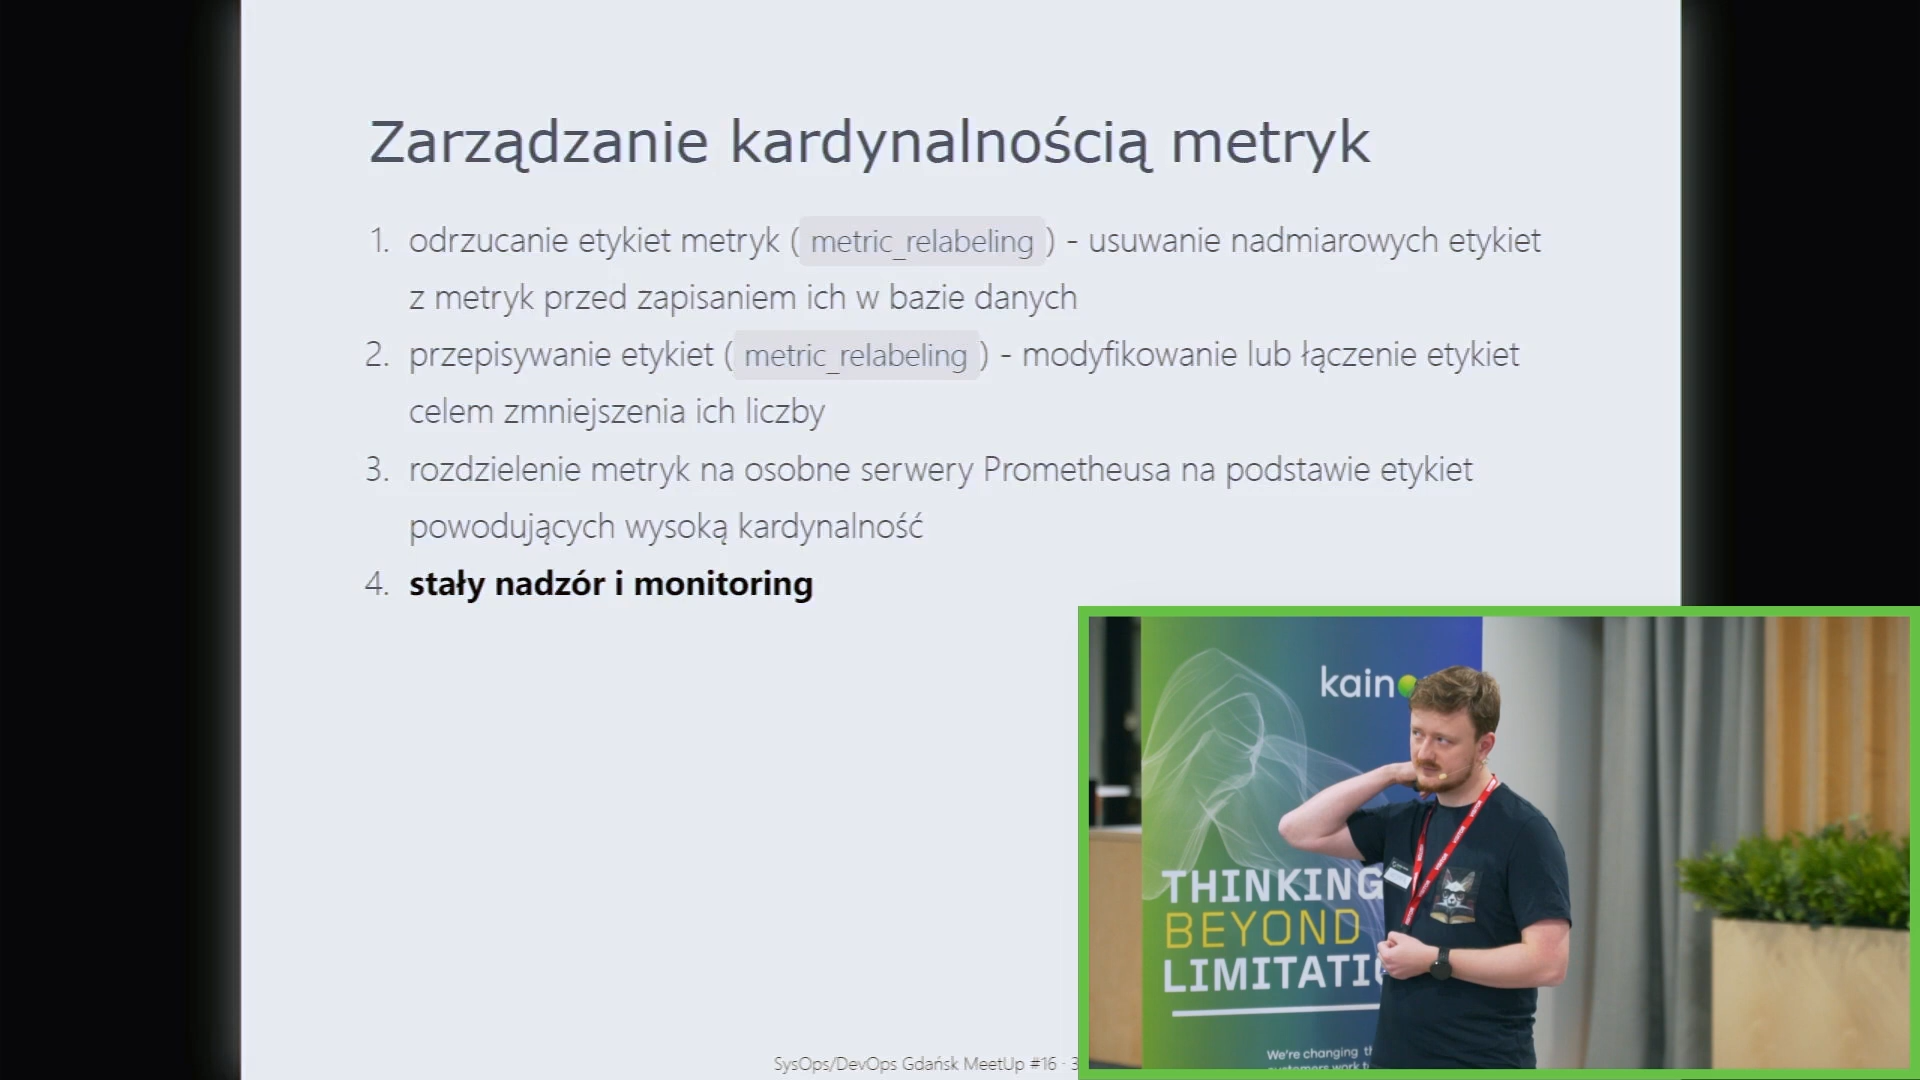 Zarządzanie kardynalnością metryk
1. odrzucanie etykiet metryk ( metric_relabeling ) - usuwanie nadmiarowych etykiet
z metryk przed zapisaniem ich w bazie danych
2. przepisywanie etykiet ( metric_relabeling ) - modyfikowanie lub łączenie etykiet
celem zmniejszenia ich liczby
3. rozdzielenie metryk na osobne serwery Prometheusa na podstawie etykiet
powodujących wysoką kardynalność
4. stały nadzór i monitoring
kain
THINKING
BEYOND
LIMITATI
We're changing
SysOps/DevOps Gdańsk MeetUp #16 · 3